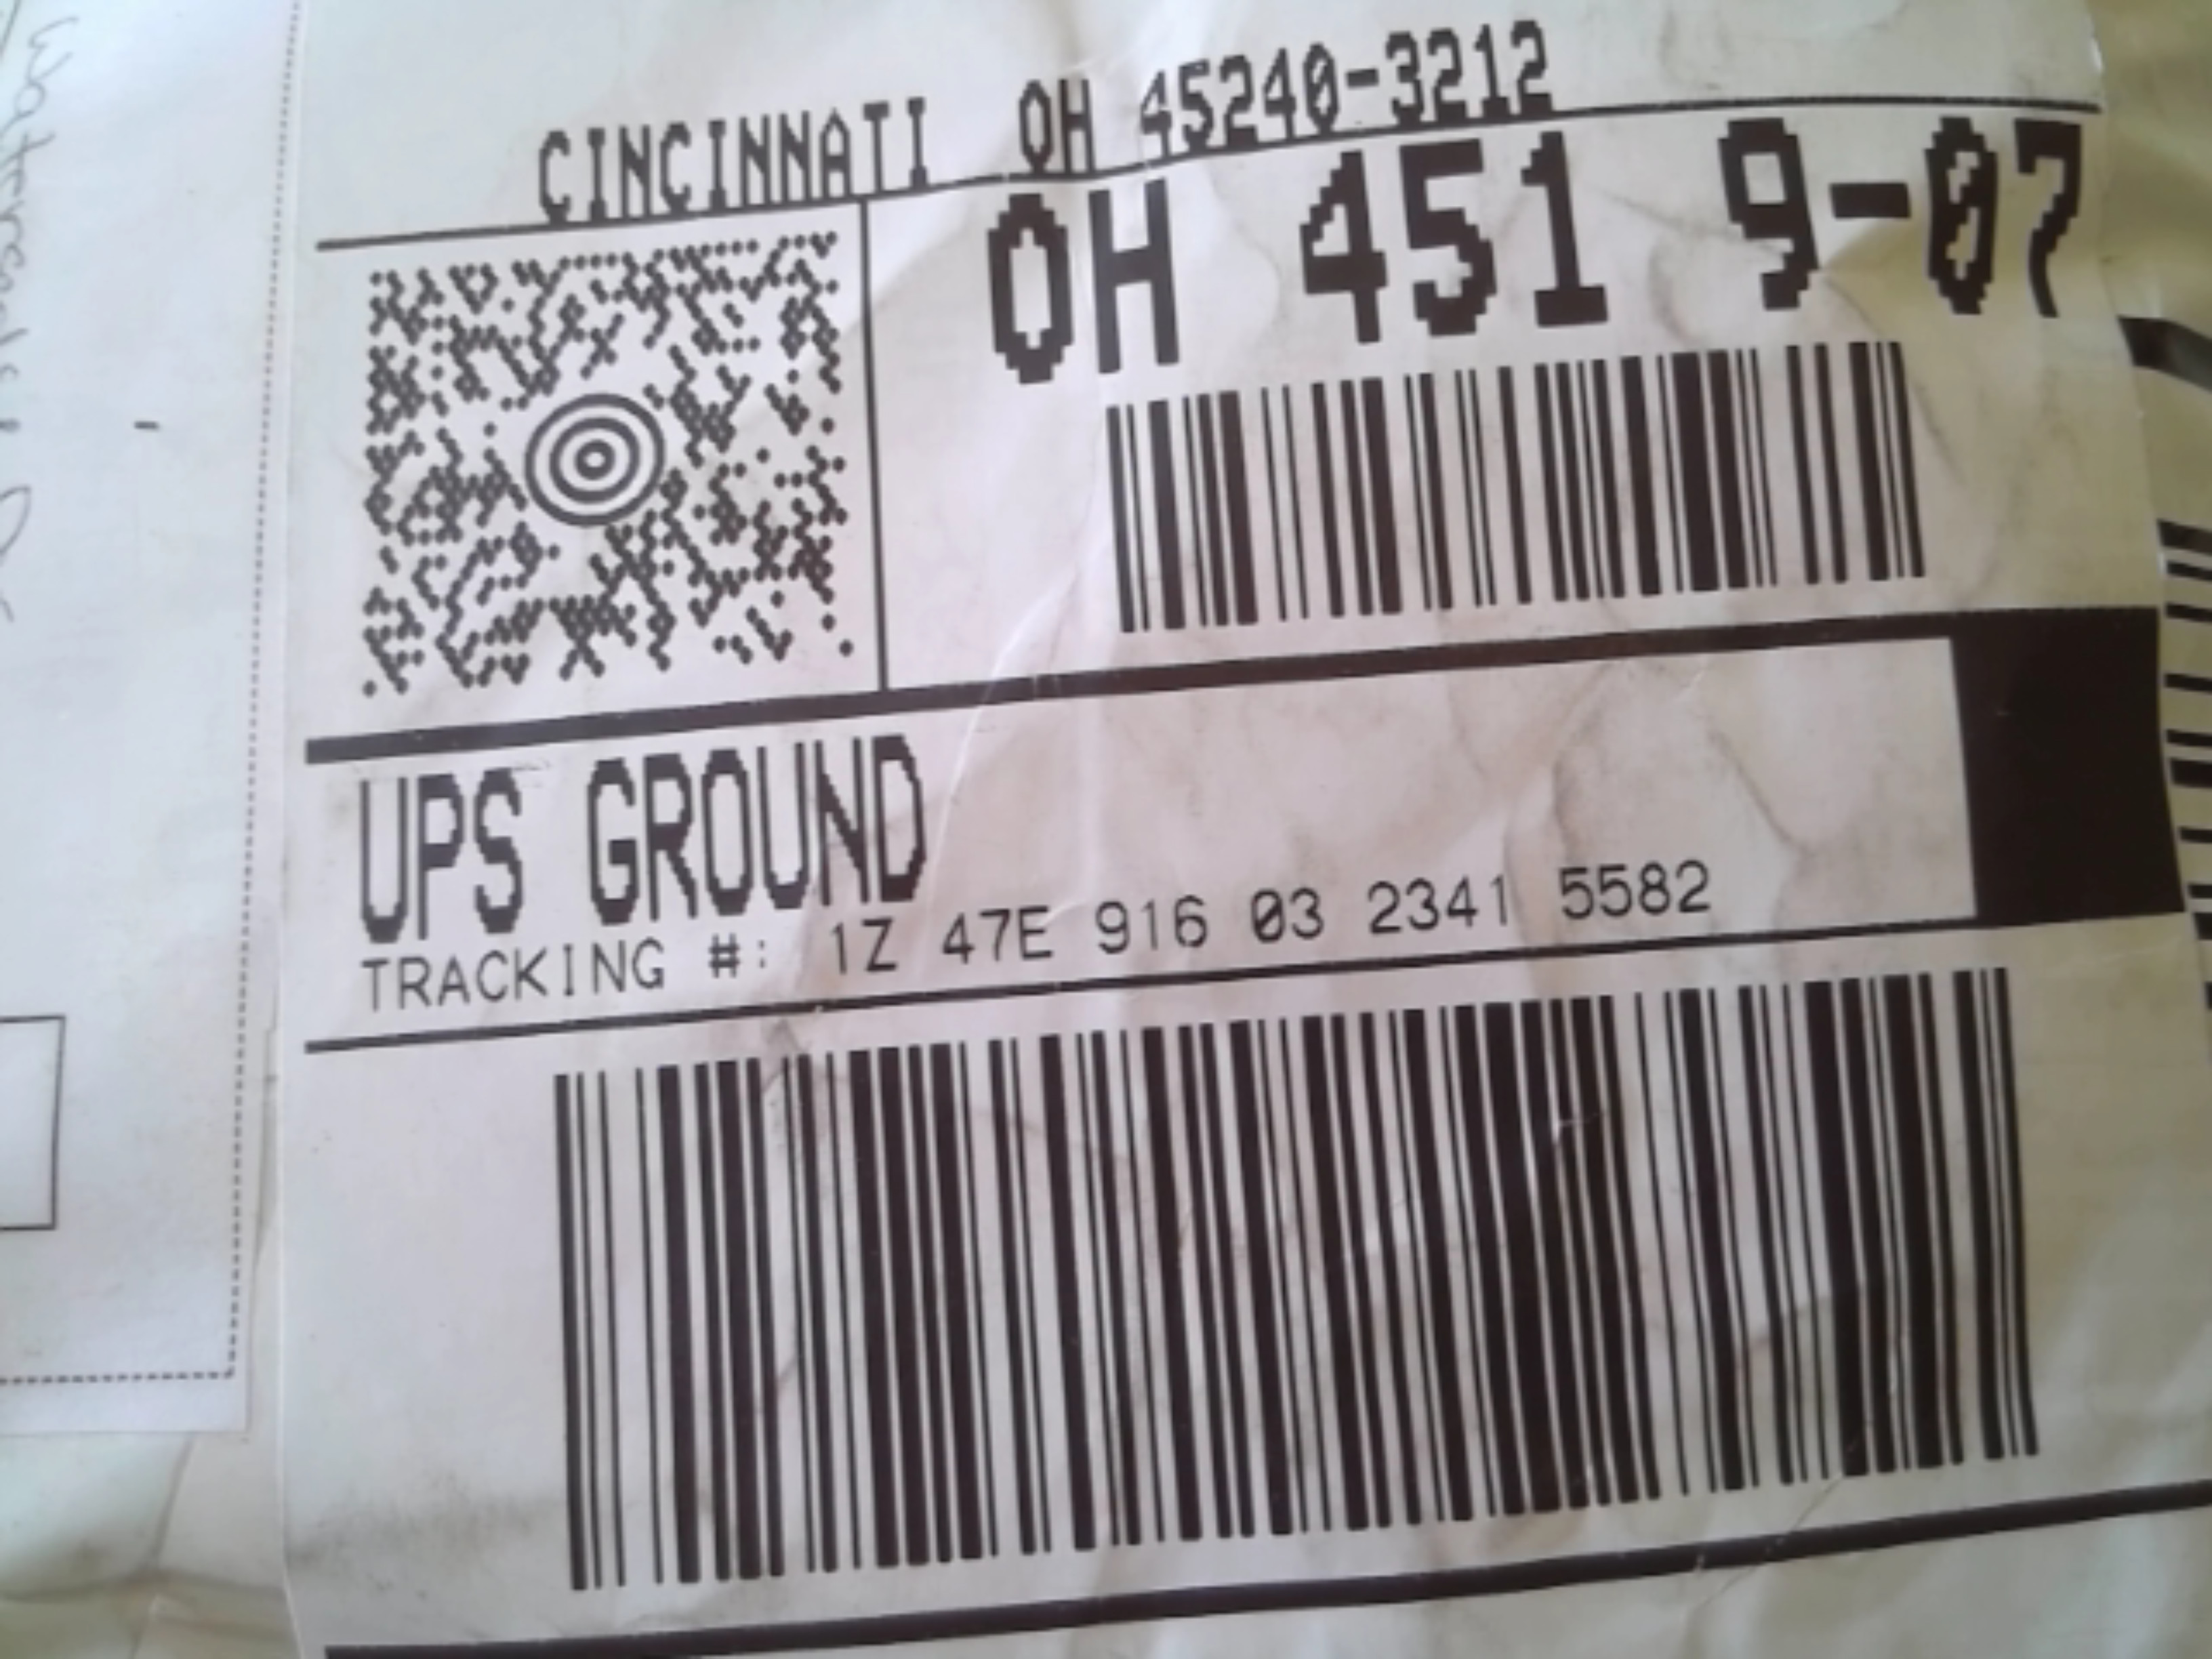 CINCINNATI OH 45240-3212
OH 451 9-07
UPS GROUND
TRACKING #: 1Z 47E 916 03 2341 5582